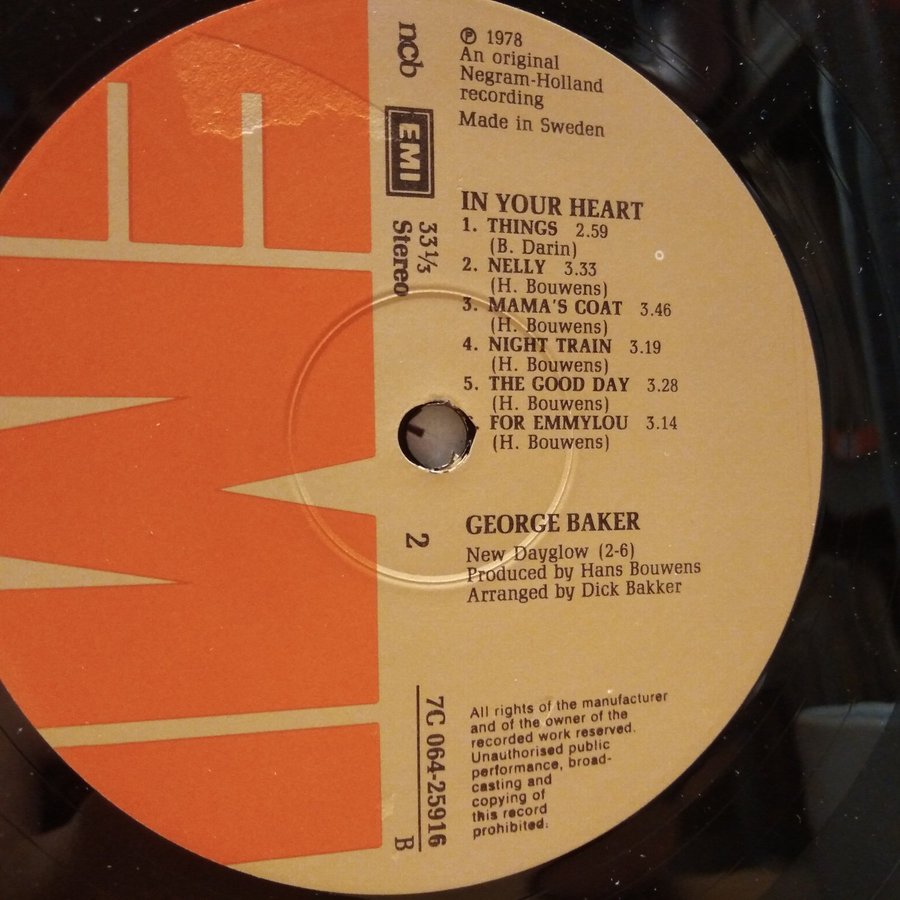 ℗ 1978
An original
Negram-Holland
recording
Made in Sweden
ncb
EMI
33 1/3
Stereo
IN YOUR HEART
1. THINGS 2.59
(B. Darin)
2. NELLY 3.33
(H. Bouwens)
3. MAMA'S COAT 3.46
(H. Bouwens)
4. NIGHT TRAIN 3.19
(H. Bouwens)
5. THE GOOD DAY 3.28
(H. Bouwens)
FOR EMMYLOU 3.14
(H. Bouwens)
2
GEORGE BAKER
New Dayglow (2-6)
Produced by Hans Bouwens
Arranged by Dick Bakker
7C 064-25916
B
All rights of the manufacturer
and of the owner of the
recorded work reserved.
Unauthorised public
performance, broad-
casting and
copying of
this record
prohibited.